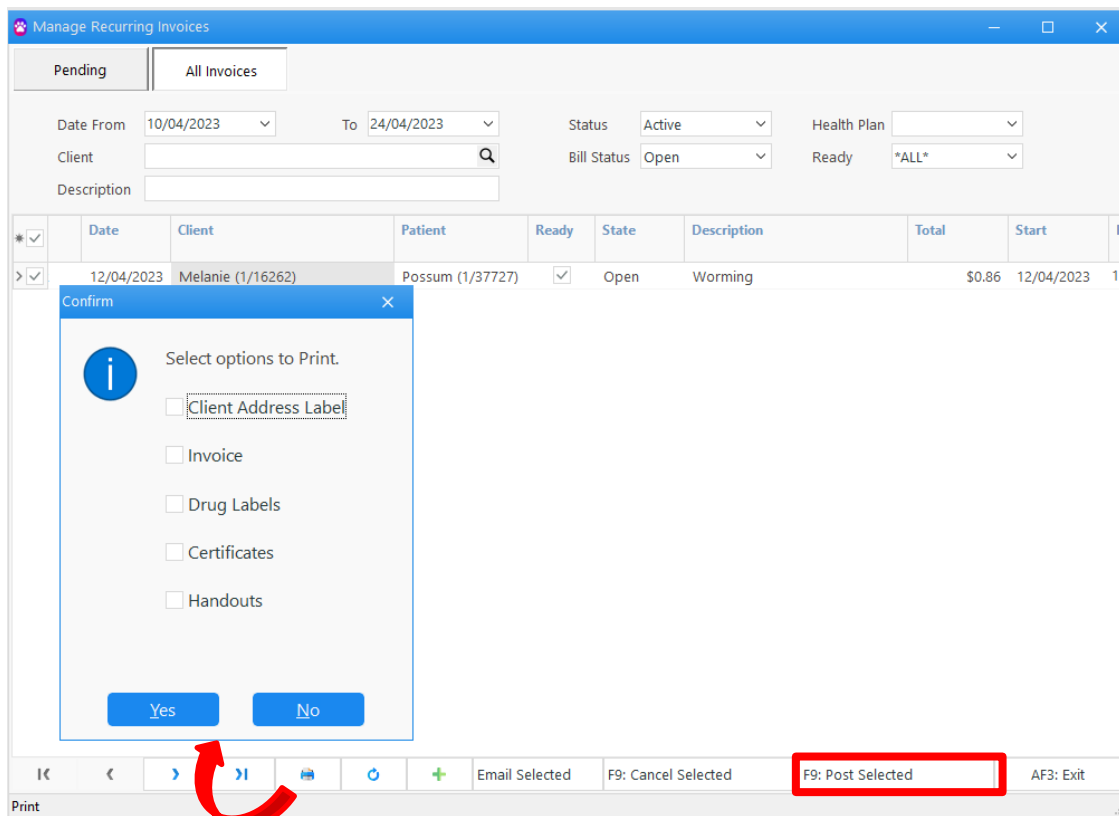 Manage Recurring Invoices
Pending All Invoices
Date From 10/04/2023 To 24/04/2023 Status Active Health Plan
Client Bill Status Open Ready *ALL*
Description
Date Client Patient Ready State Description Total Start
12/04/2023 Melanie (1/16262) Possum (1/37727) Open Worming $0.86 12/04/2023 1
Confirm
Select options to Print.
Client Address Label
Invoice
Drug Labels
Certificates
Handouts
Yes No
Email Selected F9: Cancel Selected F9: Post Selected AF3: Exit
Print